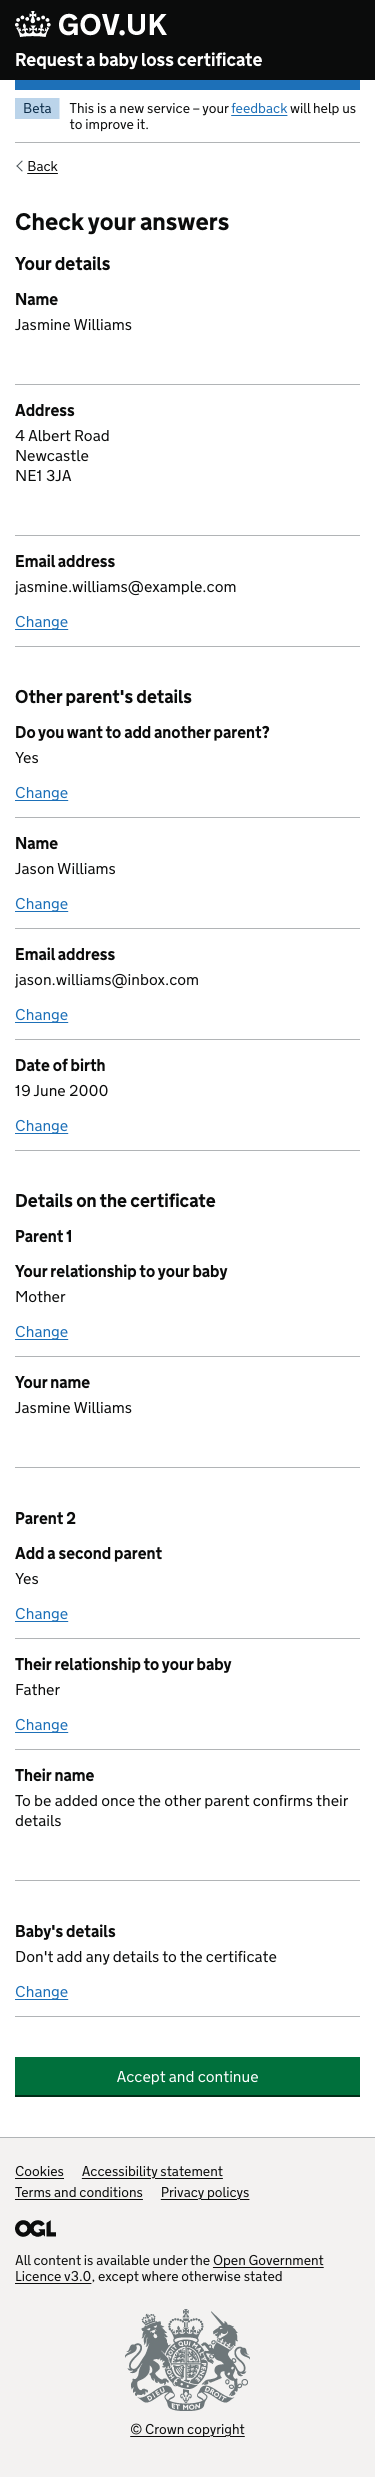 GOV.UK
Request a baby loss certificate
Beta
This is a new service – your feedback will help us
to improve it.
Back
Check your answers
Your details
Name
Jasmine Williams
Address
4 Albert Road
Newcastle
NE1 3JA
Email address
jasmine.williams@example.com
Change
Other parent's details
Do you want to add another parent?
Yes
Change
Name
Jason Williams
Change
Email address
jason.williams@inbox.com
Change
Date of birth
19 June 2000
Change
Details on the certificate
Parent 1
Your relationship to your baby
Mother
Change
Your name
Jasmine Williams
Parent 2
Add a second parent
Yes
Change
Their relationship to your baby
Father
Change
Their name
To be added once the other parent confirms their
details
Baby's details
Don't add any details to the certificate
Change
Accept and continue
Cookies Accessibility statement
Terms and conditions Privacy policys
OGL
All content is available under the Open Government
Licence v3.0, except where otherwise stated
DIEU ET MON DROIT
© Crown copyright